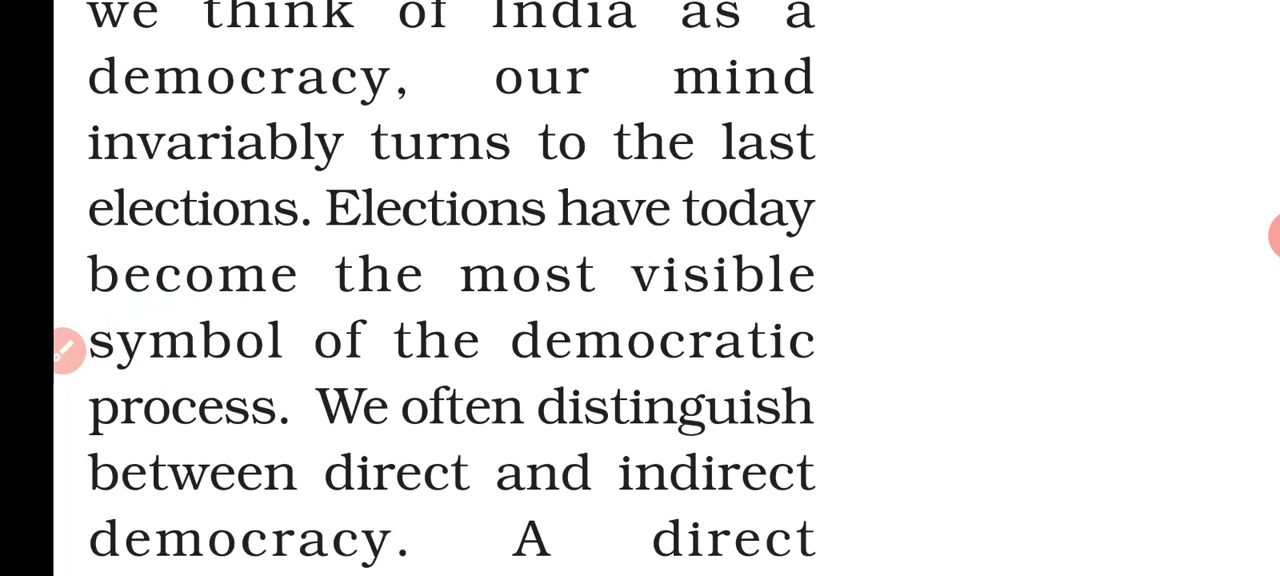 we think of India as a
democracy, our mind
invariably turns to the last
elections. Elections have today
become the most visible
symbol of the democratic
process. We often distinguish
between direct and indirect
democracy. A direct